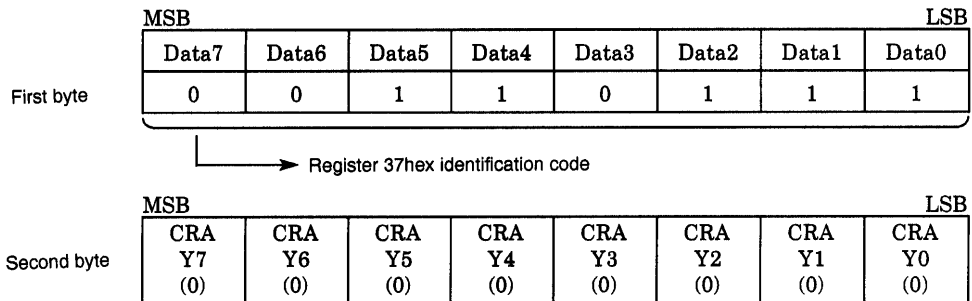 MSB LSB
Data7 Data6 Data5 Data4 Data3 Data2 Data1 Data0
First byte 0 0 1 1 0 1 1 1
Register 37hex identification code
MSB LSB
CRA CRA CRA CRA CRA CRA CRA CRA
Second byte Y7 Y6 Y5 Y4 Y3 Y2 Y1 Y0
(0) (0) (0) (0) (0) (0) (0) (0)